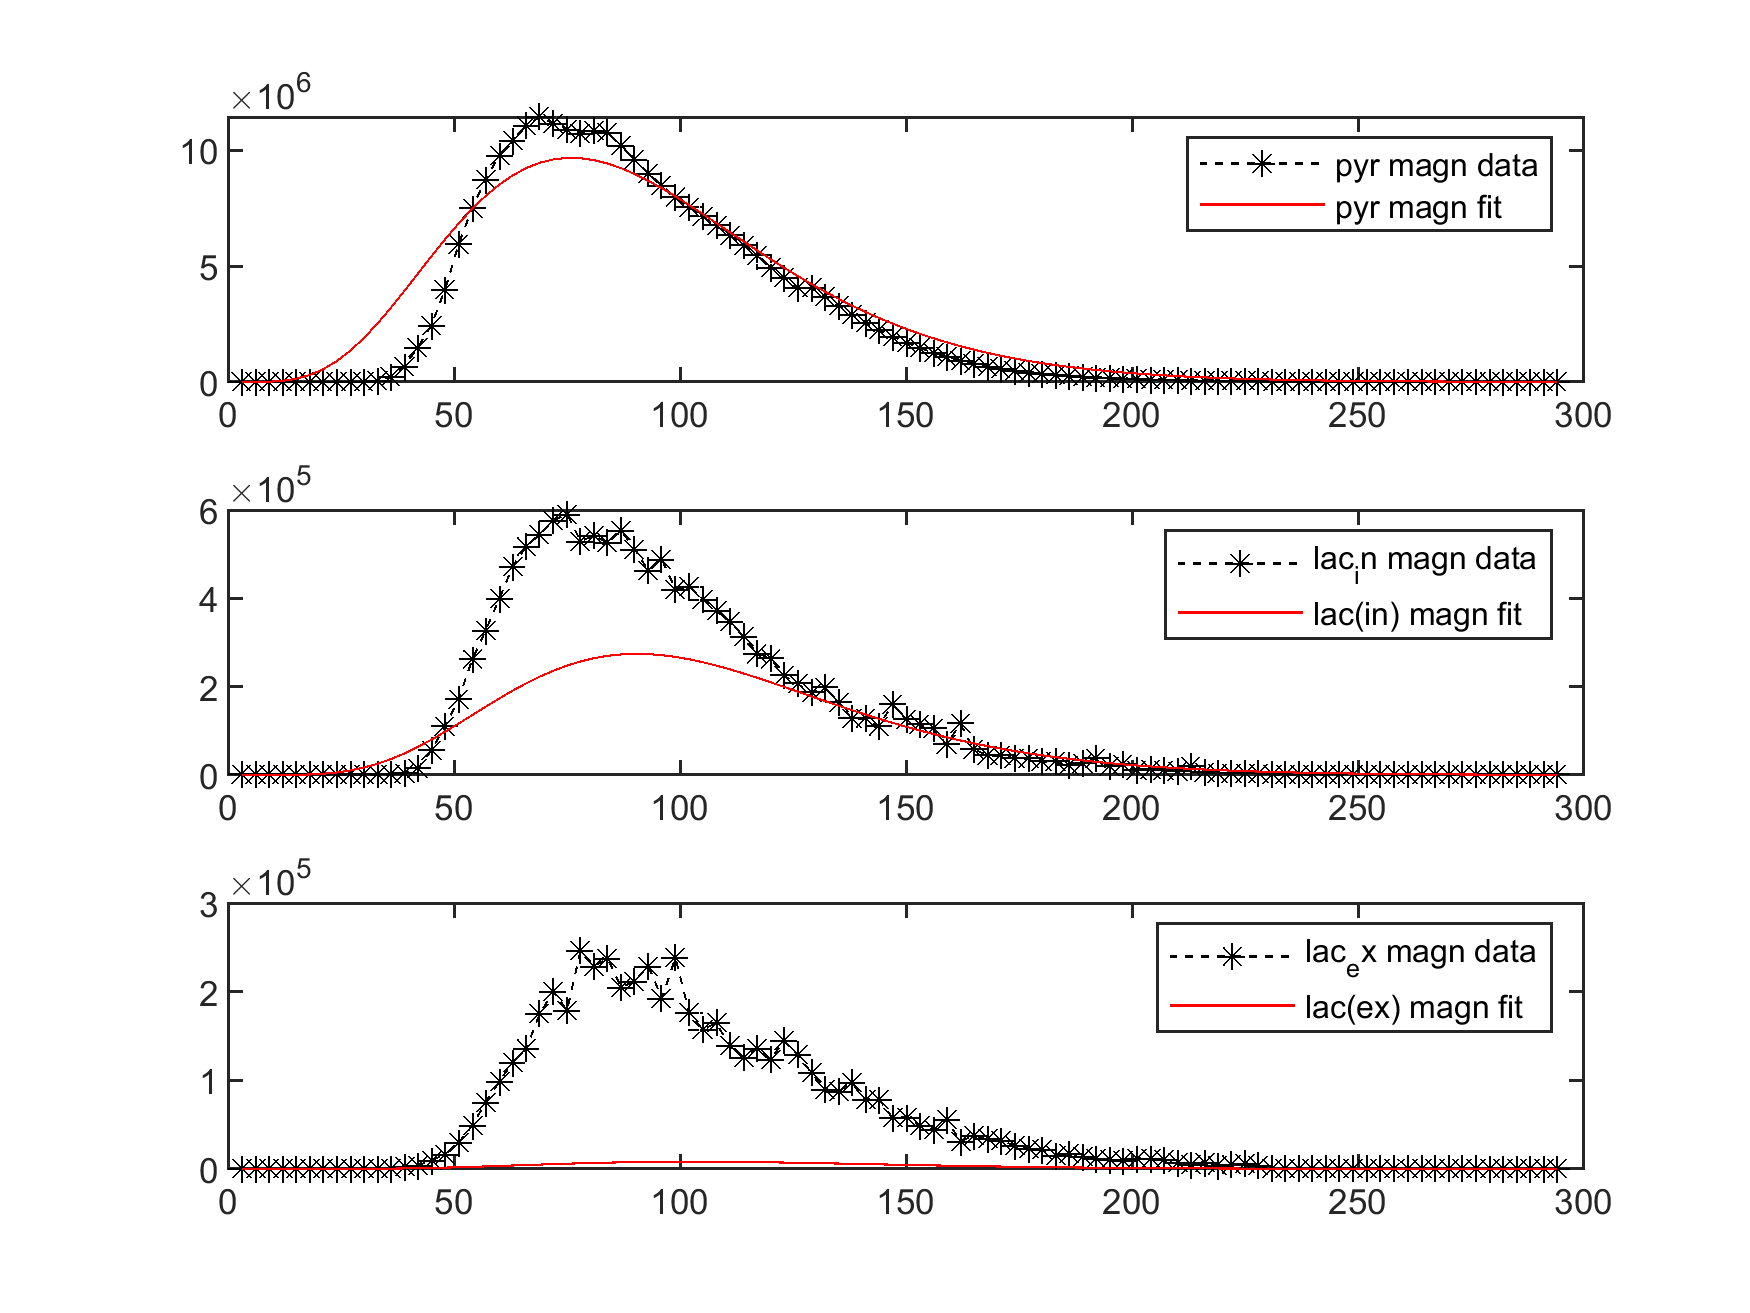 ×10^6
10
5
0
pyr magn data
pyr magn fit
0 50 100 150 200 250 300
×10^5
6
4
2
0
lac_in magn data
lac(in) magn fit
0 50 100 150 200 250 300
×10^5
3
2
1
0
lac_ex magn data
lac(ex) magn fit
0 50 100 150 200 250 300